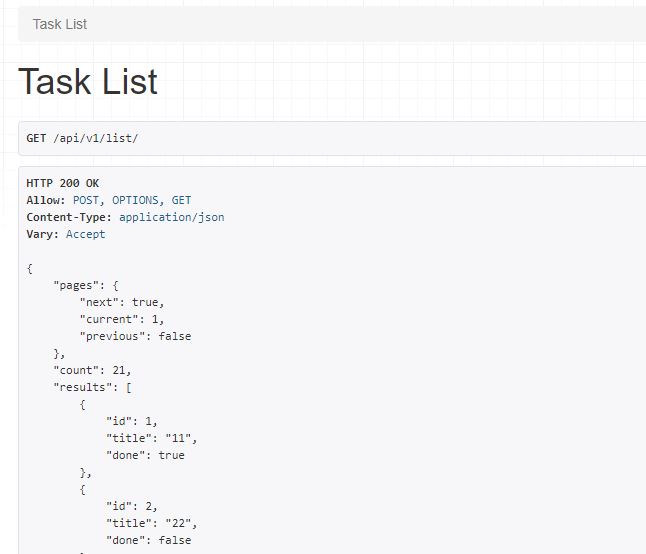 Task List
Task List
GET /api/v1/list/
HTTP 200 OK
Allow: POST, OPTIONS, GET
Content-Type: application/json
Vary: Accept
{
    "pages": {
        "next": true,
        "current": 1,
        "previous": false
    },
    "count": 21,
    "results": [
        {
            "id": 1,
            "title": "11",
            "done": true
        },
        {
            "id": 2,
            "title": "22",
            "done": false